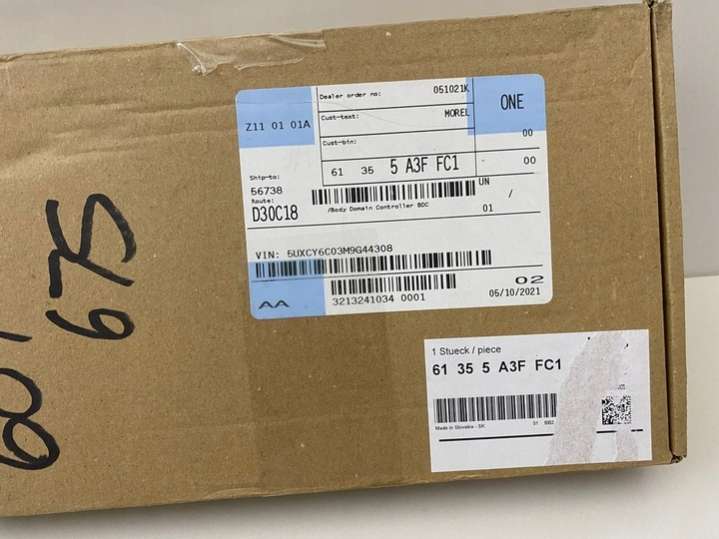 Dealer order no: 051021K
Z11 01 01A
Cust-text: MOREL
ONE
Cust-bin:
00
61 35 5 A3F FC1 - 00
Ship-to:
56738
Route:
D30C18
UN /
01
/Body Domain Controller BDC
VIN: 5UXCY6C03M9G44308
AA
3213241034 0001
02
05/10/2021
1 Stueck / piece
61 35 5 A3F FC1
Made in Slovakia - SK
675